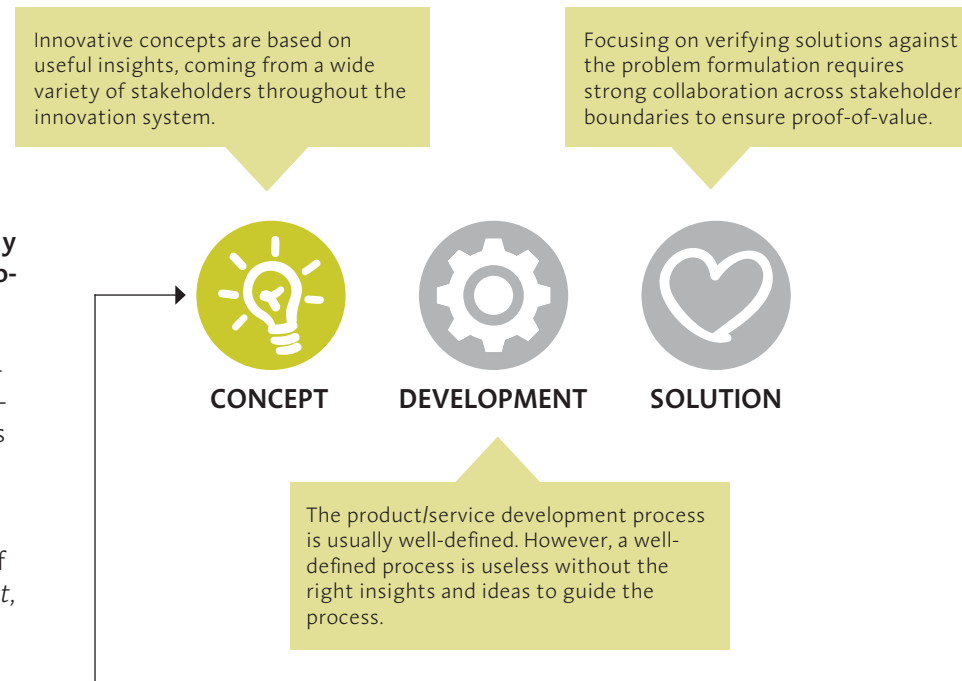 Innovative concepts are based on
useful insights, coming from a wide
variety of stakeholders throughout the
innovation system.
Focusing on verifying solutions against
the problem formulation requires
strong collaboration across stakeholder
boundaries to ensure proof-of-value.
CONCEPT
DEVELOPMENT
SOLUTION
The product/service development process
is usually well-defined. However, a well-
defined process is useless without the
right insights and ideas to guide the
process.